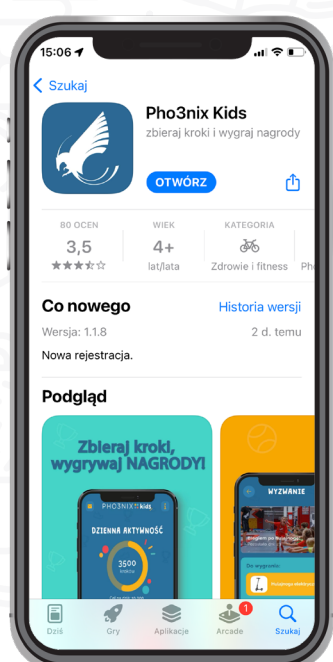 15:06
Szukaj
Pho3nix Kids
zbieraj kroki i wygraj nagrody
OTWÓRZ
80 OCEN
WIEK
KATEGORIA
3,5
4+
lat/lata
Zdrowie i fitness
Co nowego
Historia wersji
Wersja: 1.1.8
2 d. temu
Nowa rejestracja.
Podgląd
Zbieraj kroki,
wygrywaj NAGRODY!
PHO3NIX kids
DZIENNA AKTYWNOŚĆ
3500
WYZWANIE
Do wygrania:
1
Dziś
Gry
Aplikacje
Arcade
Szukaj